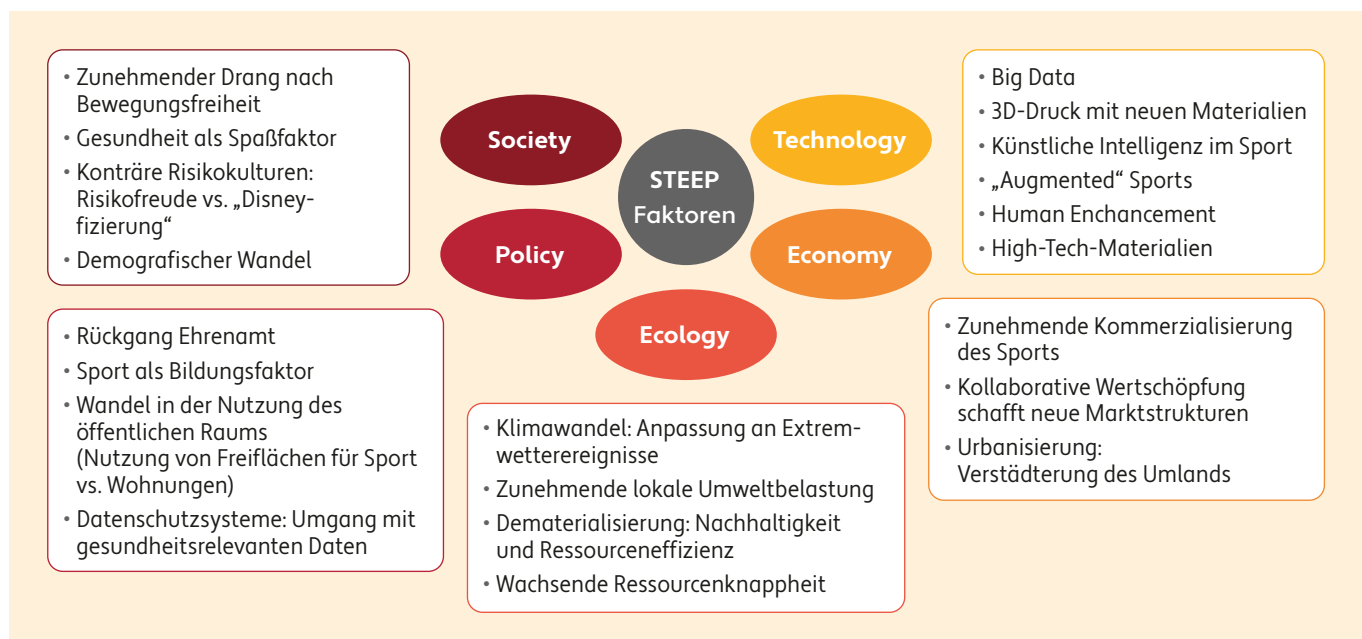 • Zunehmender Drang nach
Bewegungsfreiheit
• Gesundheit als Spaßfaktor
• Konträre Risikokulturen:
Risikofreude vs. „Disney-
fizierung“
• Demografischer Wandel
Society
Technology
STEEP
Faktoren
Policy
Economy
Ecology
• Big Data
• 3D-Druck mit neuen Materialien
• Künstliche Intelligenz im Sport
• „Augmented“ Sports
• Human Enchancement
• High-Tech-Materialien
• Rückgang Ehrenamt
• Sport als Bildungsfaktor
• Wandel in der Nutzung des
öffentlichen Raums
(Nutzung von Freiflächen für Sport
vs. Wohnungen)
• Datenschutzsysteme: Umgang mit
gesundheitsrelevanten Daten
• Klimawandel: Anpassung an Extrem-
wetterereignisse
• Zunehmende lokale Umweltbelastung
• Dematerialisierung: Nachhaltigkeit
und Ressourceneffizienz
• Wachsende Ressourcenknappheit
• Zunehmende Kommerzialisierung
des Sports
• Kollaborative Wertschöpfung
schafft neue Marktstrukturen
• Urbanisierung:
Verstädterung des Umlands